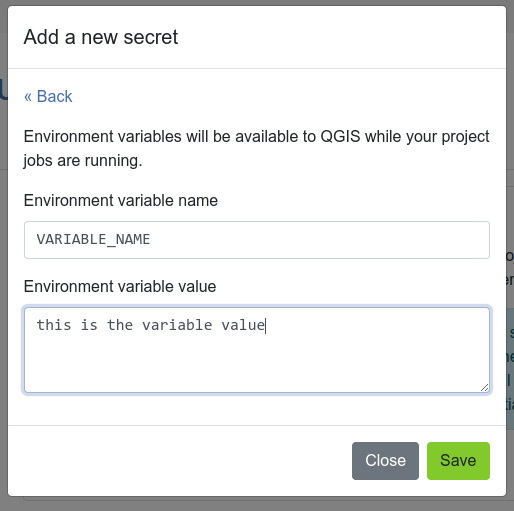 Add a new secret
« Back
Environment variables will be available to QGIS while your project
jobs are running.
Environment variable name
VARIABLE_NAME
Environment variable value
this is the variable value
Close Save